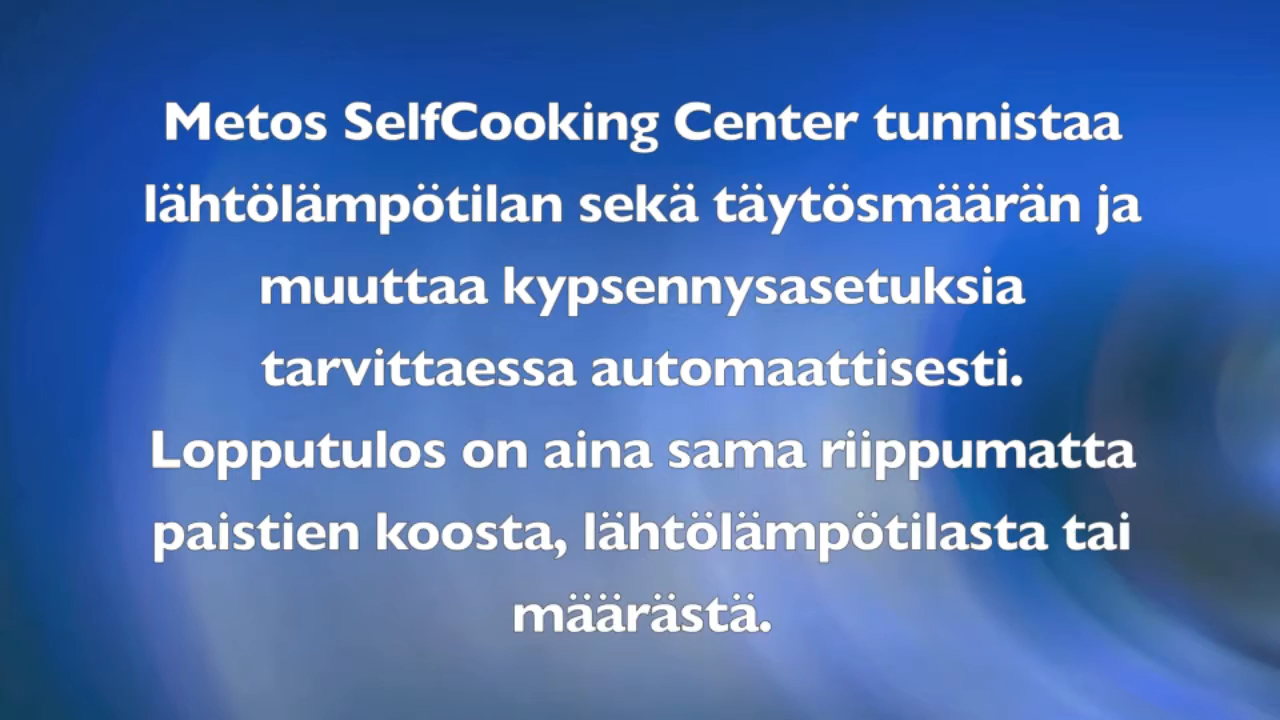 Metos SelfCooking Center tunnistaa
lähtölämpötilan sekä täytösmäärän ja
muuttaa kypsennysasetuksia
tarvittaessa automaattisesti.
Lopputulos on aina sama riippumatta
paistien koosta, lähtölämpötilasta tai
määrästä.